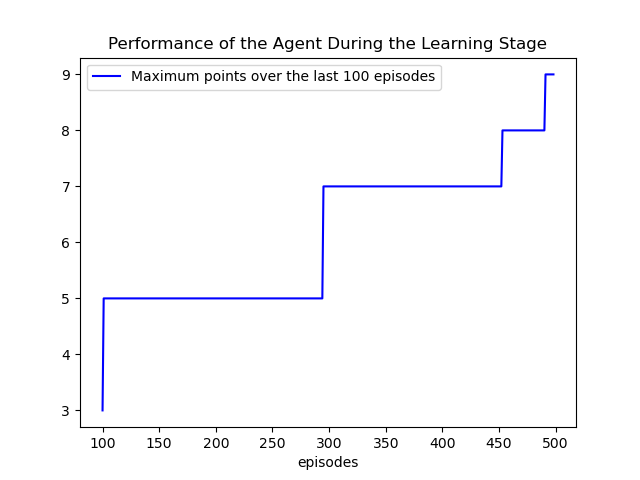 Performance of the Agent During the Learning Stage
Maximum points over the last 100 episodes
9
8
7
6
5
4
3
100 150 200 250 300 350 400 450 500
episodes